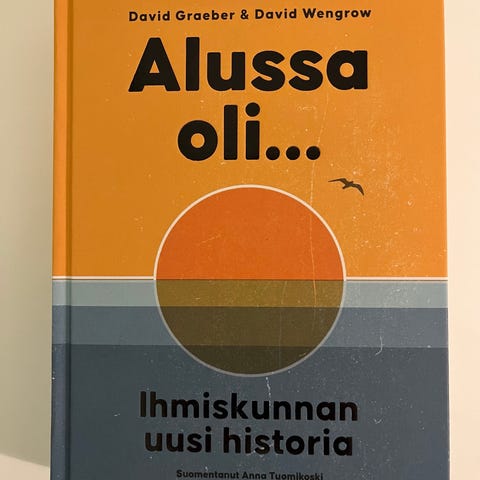 David Graeber & David Wengrow
Alussa
oli...
Ihmiskunnan
uusi historia
Suomentanut Anna Tuomikoski